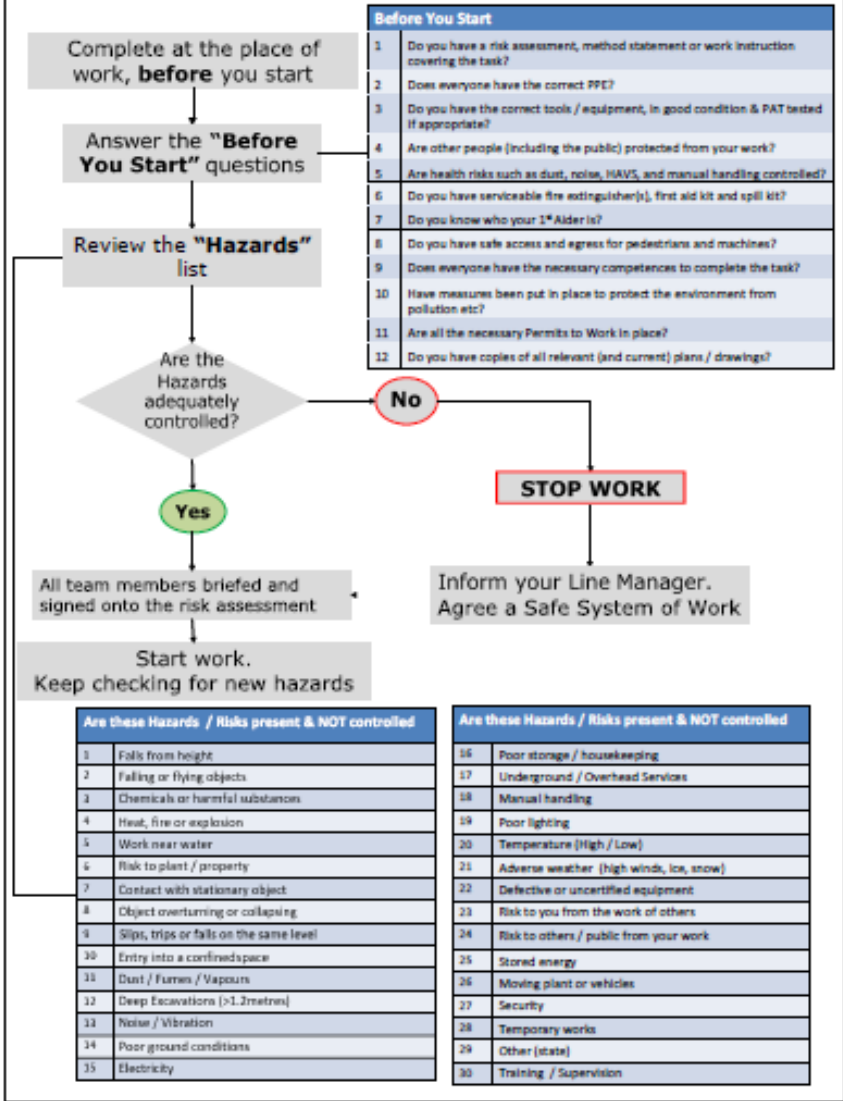 Complete at the place of
work, before you start
Answer the "Before
You Start" questions
Review the "Hazards"
list
Are the
Hazards
adequately
controlled?
No
Yes
STOP WORK
All team members briefed and
signed onto the risk assessment
Inform your Line Manager.
Agree a Safe System of Work
Start work.
Keep checking for new hazards
Before You Start
1 Do you have a risk assessment, method statement or work instruction
covering the task?
2 Does everyone have the correct PPE?
3 Do you have the correct tools / equipment, in good condition & PAT tested
if appropriate?
4 Are other people (including the public) protected from your work?
5 Are health risks such as dust, noise, HAVS, and manual handling controlled?
6 Do you have serviceable fire extinguisher(s), first aid kit and spill kit?
7 Do you know who your 1st Aider is?
8 Do you have safe access and egress for pedestrians and machines?
9 Does everyone have the necessary competences to complete the task?
10 Have measures been put in place to protect the environment from
pollution etc?
11 Are all the necessary Permits to Work in place?
12 Do you have copies of all relevant (and current) plans / drawings?
Are these Hazards / Risks present & NOT controlled
1 Falls from height
2 Falling or flying objects
3 Chemicals or harmful substances
4 Heat, fire or explosion
5 Work near water
6 Risk to plant / property
7 Contact with stationary object
8 Object overturning or collapsing
9 Slips, trips or falls on the same level
10 Entry into a confinedspace
11 Dust / Fumes / Vapours
12 Deep Excavations (>1.2metres)
13 Noise / Vibration
14 Poor ground conditions
15 Electricity
Are these Hazards / Risks present & NOT controlled
16 Poor storage / housekeeping
17 Underground / Overhead Services
18 Manual handling
19 Poor lighting
20 Temperature (High / Low)
21 Adverse weather (high winds, ice, snow)
22 Defective or uncertified equipment
23 Risk to you from the work of others
24 Risk to others / public from your work
25 Stored energy
26 Moving plant or vehicles
27 Security
28 Temporary works
29 Other (state)
30 Training / Supervision